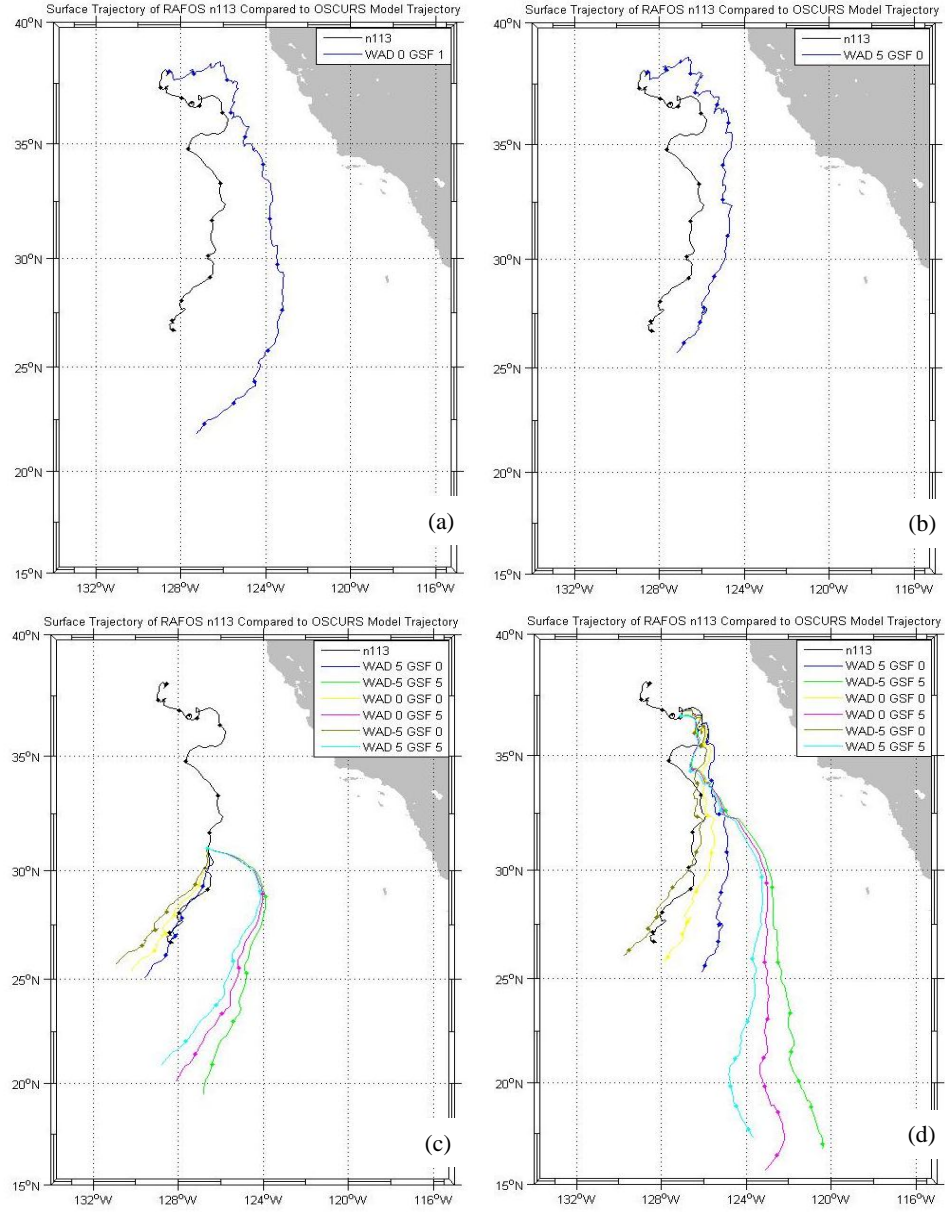 Surface Trajectory of RAFOS n113 Compared to OSCURS Model Trajectory
40°N
35°N
30°N
25°N
20°N
15°N
132°W 128°W 124°W 120°W 116°W
n113
WAD 0 GSF 1
(a)
Surface Trajectory of RAFOS n113 Compared to OSCURS Model Trajectory
40°N
35°N
30°N
25°N
20°N
15°N
132°W 128°W 124°W 120°W 116°W
n113
WAD 5 GSF 0
(b)
Surface Trajectory of RAFOS n113 Compared to OSCURS Model Trajectory
40°N
35°N
30°N
25°N
20°N
15°N
132°W 128°W 124°W 120°W 116°W
n113
WAD 5 GSF 0
WAD-5 GSF 5
WAD 0 GSF 0
WAD 0 GSF 5
WAD-5 GSF 0
WAD 5 GSF 5
(c)
Surface Trajectory of RAFOS n113 Compared to OSCURS Model Trajectory
40°N
35°N
30°N
25°N
20°N
15°N
132°W 128°W 124°W 120°W 116°W
n113
WAD 5 GSF 0
WAD-5 GSF 5
WAD 0 GSF 0
WAD 0 GSF 5
WAD-5 GSF 0
WAD 5 GSF 5
(d)